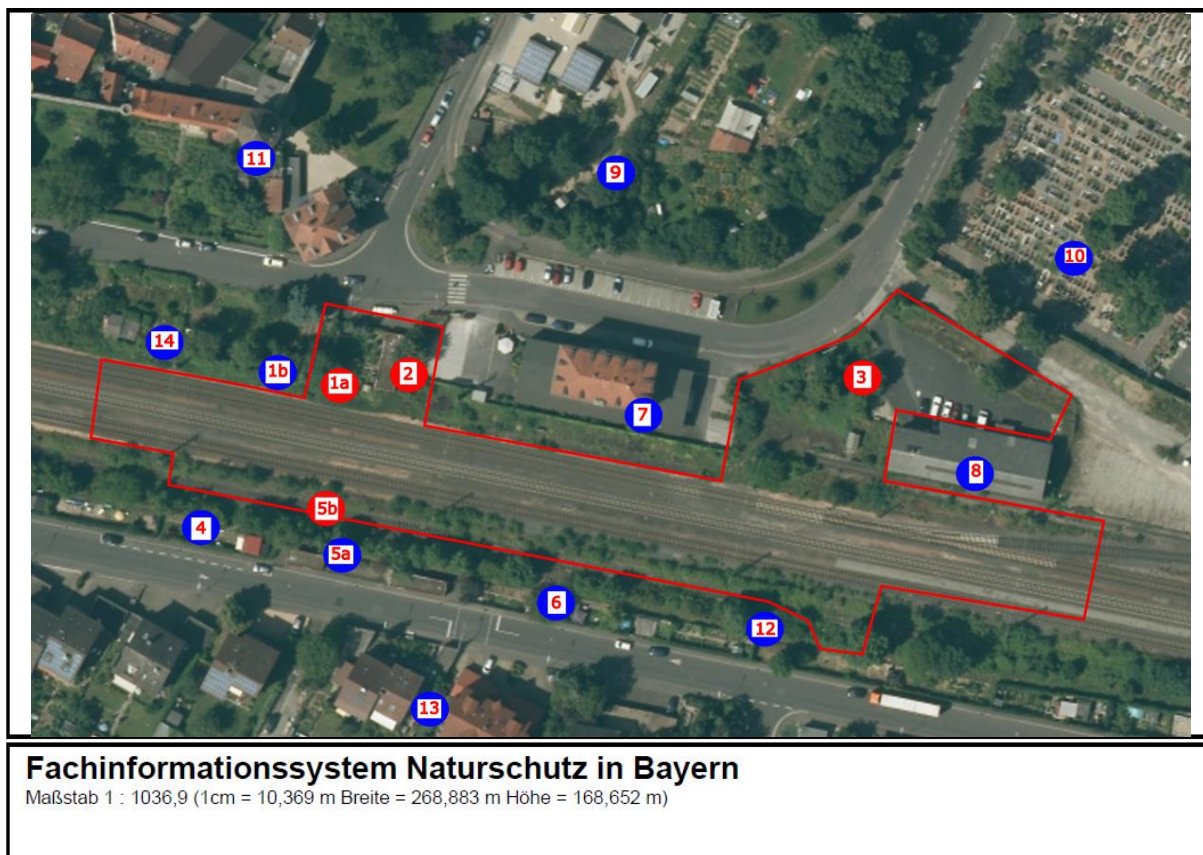 11
9
10
14
1b
1a
2
3
7
8
5b
4
5a
6
12
13
Fachinformationssystem Naturschutz in Bayern
Maßstab 1 : 1036,9 (1cm = 10,369 m Breite = 268,883 m Höhe = 168,652 m)